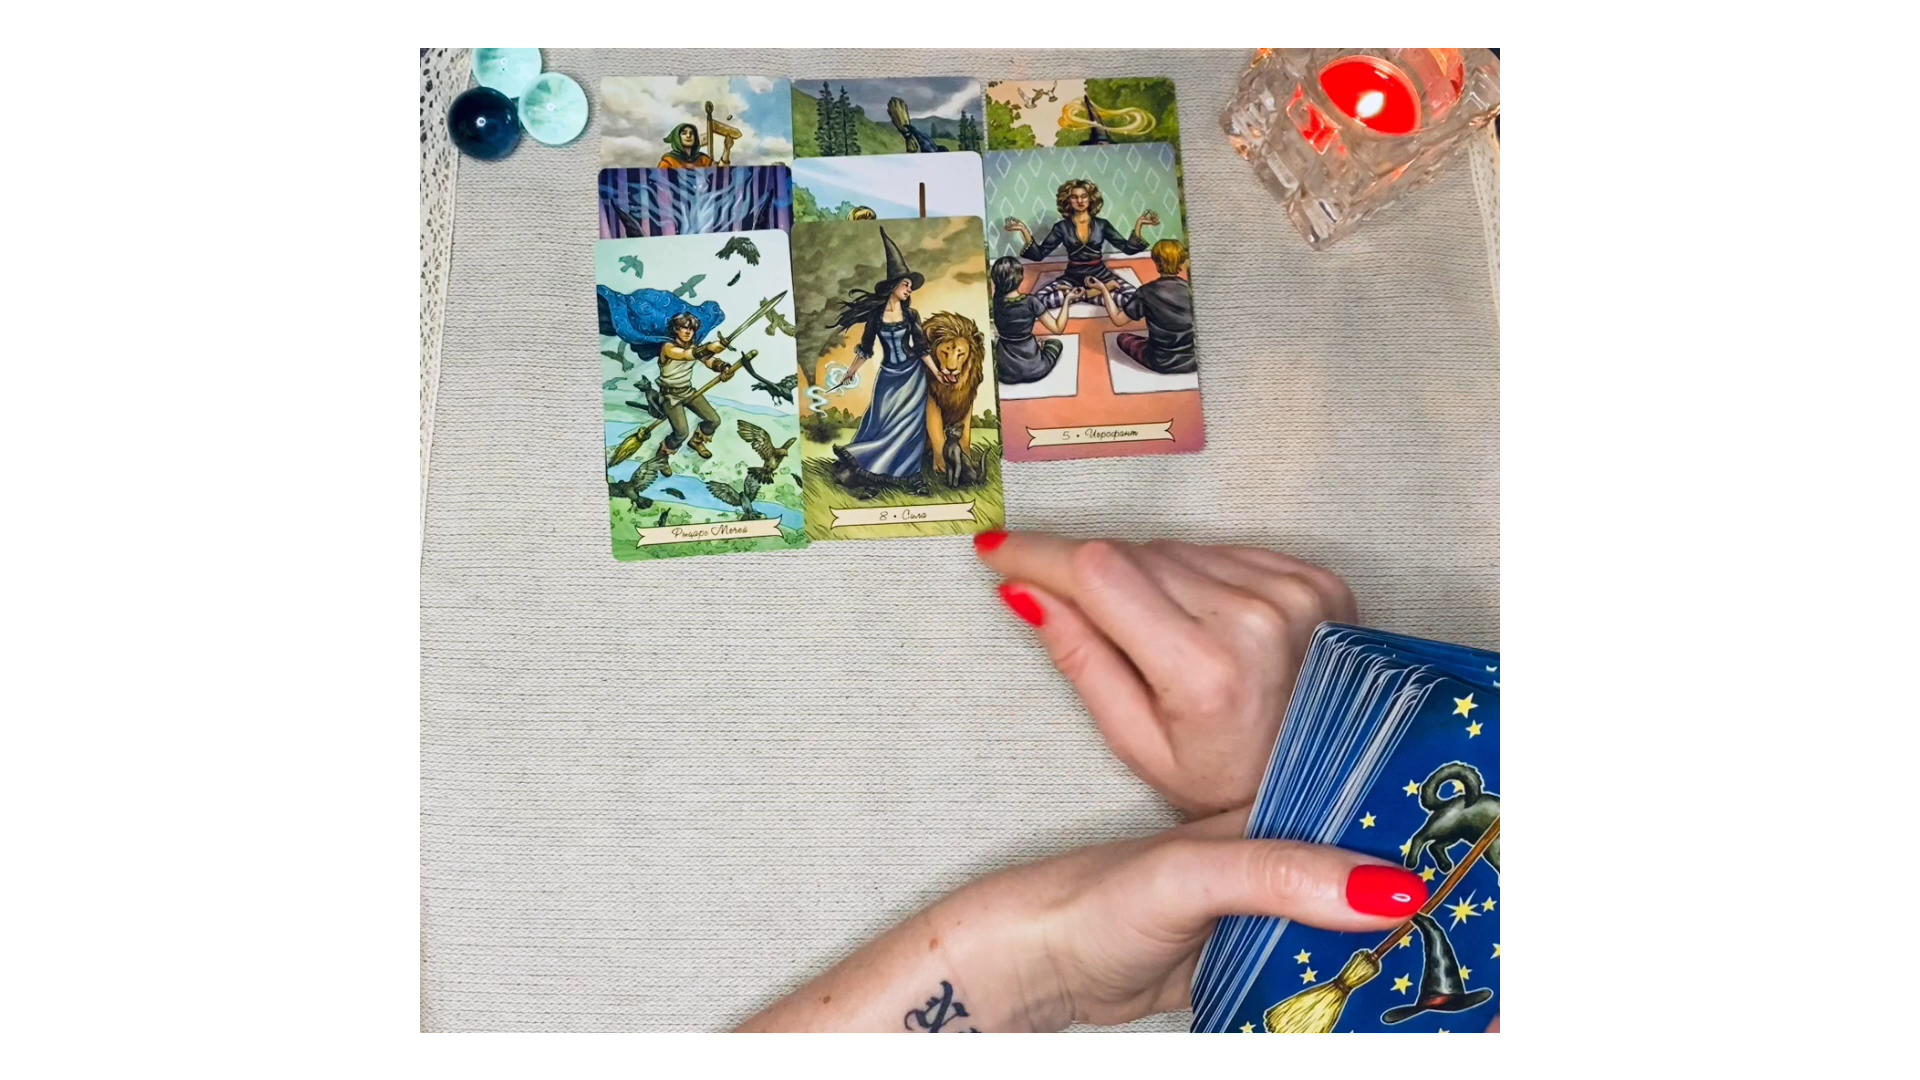 Рыцарь Мечей
8 • Сила
5 • Иерофант